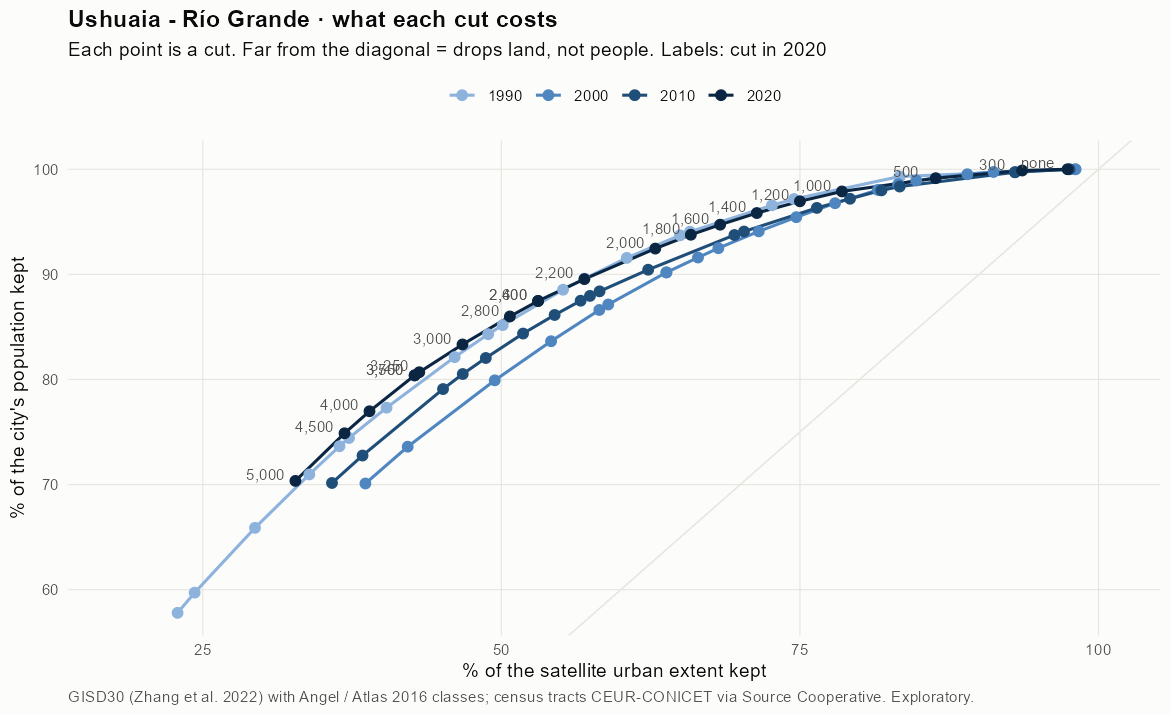 Ushuaia - Río Grande · what each cut costs
Each point is a cut. Far from the diagonal = drops land, not people. Labels: cut in 2020
1990 2000 2010 2020
100
90
80
70
60
% of the city's population kept
none
300
500
1,000
1,200
1,400
1,600
1,800
2,000
2,200
2,800
3,000
4,000
4,500
5,000
25 50 75 100
% of the satellite urban extent kept
GISD30 (Zhang et al. 2022) with Angel / Atlas 2016 classes; census tracts CEUR-CONICET via Source Cooperative. Exploratory.